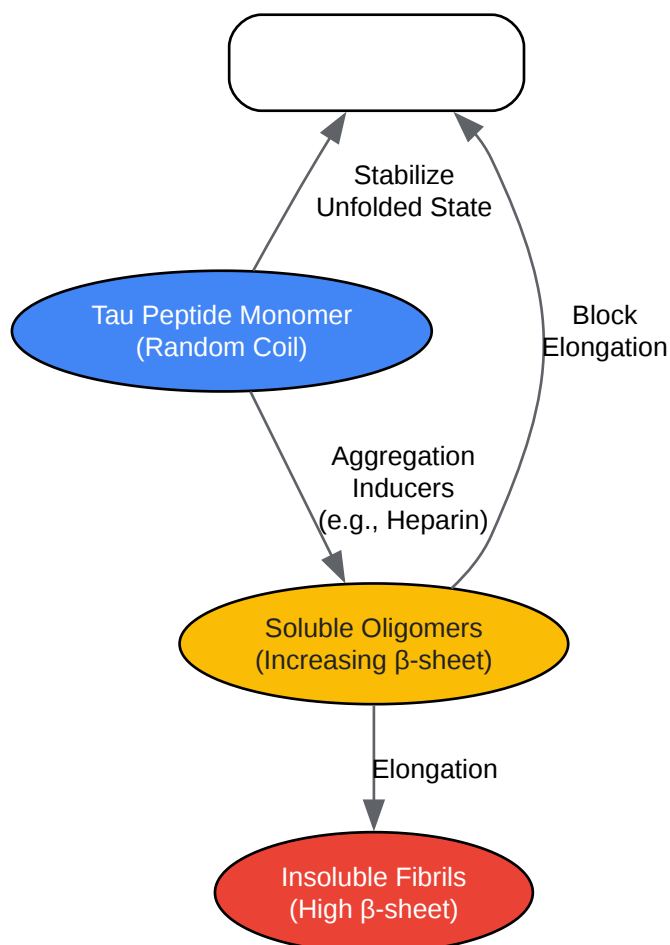 Stabilize
Unfolded State
Tau Peptide Monomer
(Random Coil)
Block
Elongation
Aggregation
Inducers
(e.g., Heparin)
Soluble Oligomers
(Increasing β-sheet)
Elongation
Insoluble Fibrils
(High β-sheet)